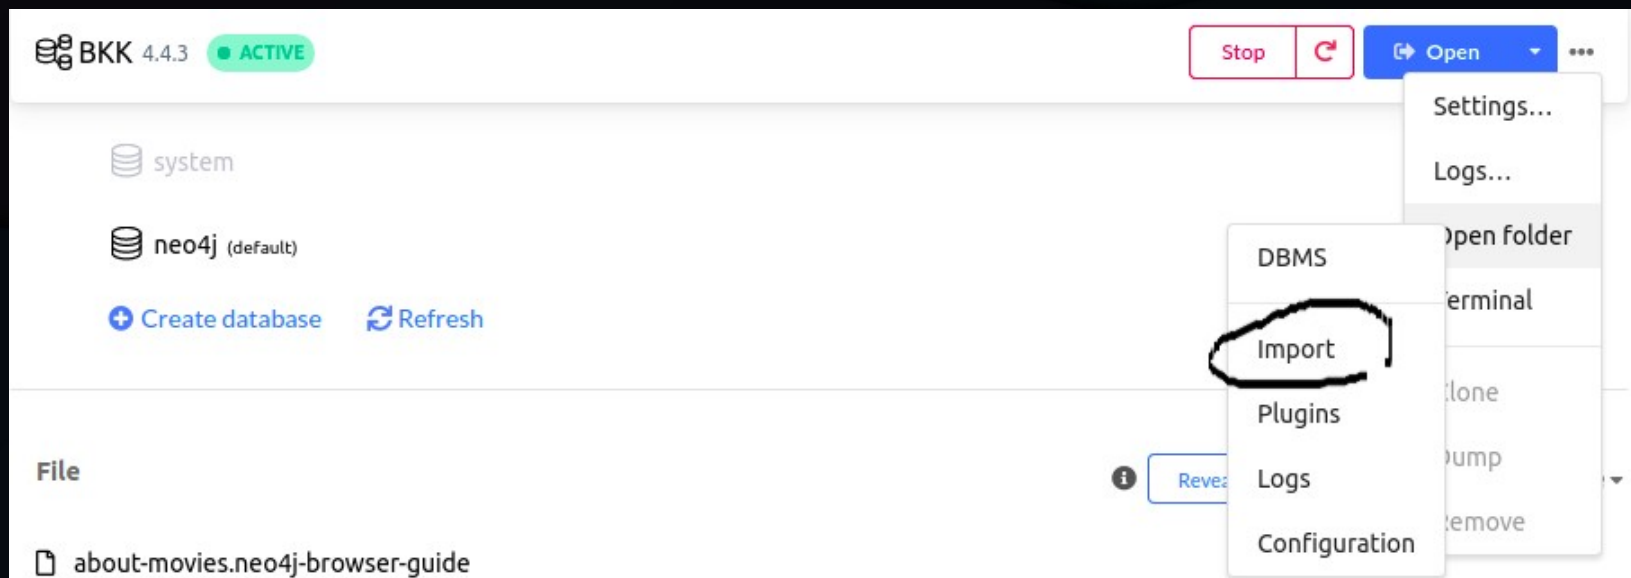 BKK 4.4.3 ACTIVE
Stop
Open
Settings...
system
Logs...
neo4j (default)
Open folder
DBMS
Terminal
Create database
Refresh
Import
Clone
Plugins
Dump
File
Revea
Logs
Remove
Configuration
about-movies.neo4j-browser-guide